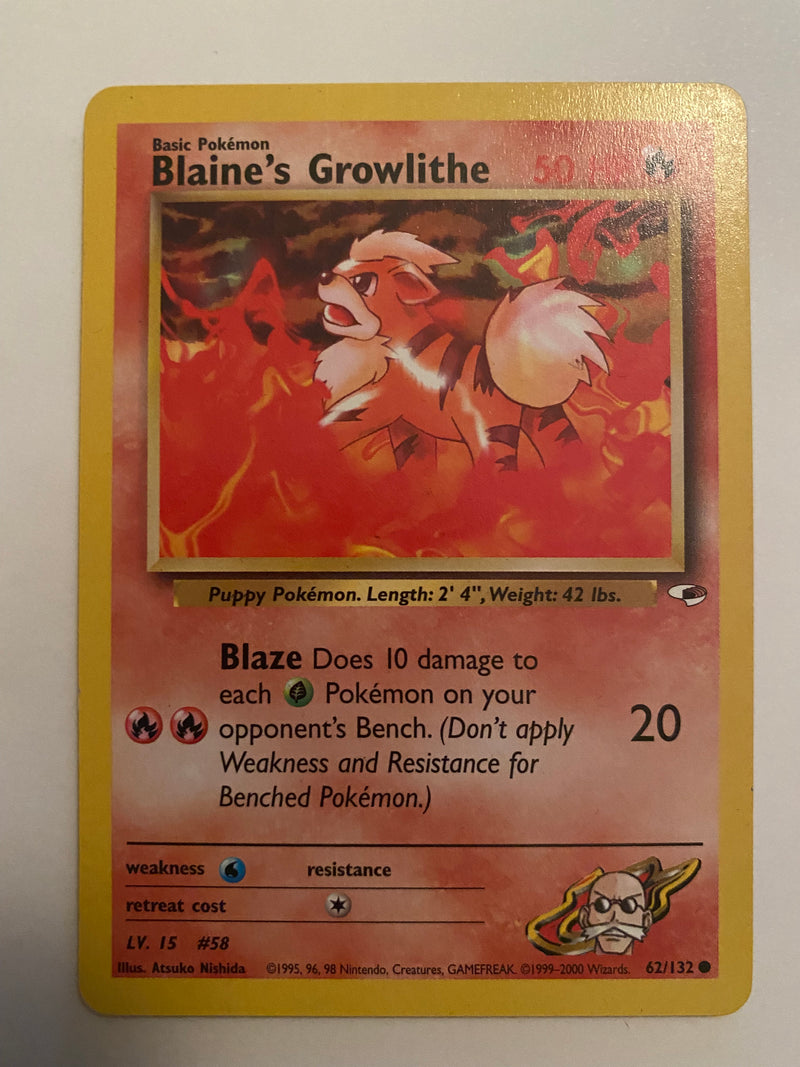 Basic Pokémon
Blaine's Growlithe 50 HP
Puppy Pokémon. Length: 2' 4", Weight: 42 lbs.
Blaze Does 10 damage to
each Pokémon on your
opponent's Bench. (Don't apply
Weakness and Resistance for
Benched Pokémon.)
20
weakness resistance
retreat cost
LV. 15 #58
Illus. Atsuko Nishida ©1995, 96, 98 Nintendo, Creatures, GAMEFREAK. ©1999–2000 Wizards. 62/132